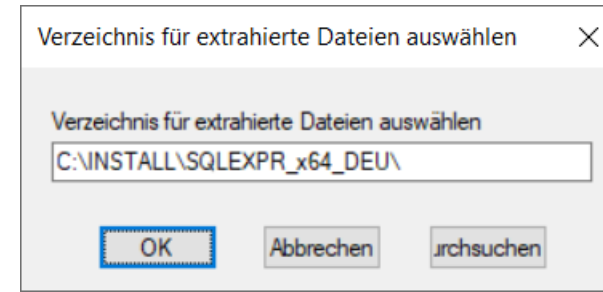 Verzeichnis für extrahierte Dateien auswählen
Verzeichnis für extrahierte Dateien auswählen
C:\INSTALL\SQLEXPR_x64_DEU\
OK Abbrechen urchsuchen